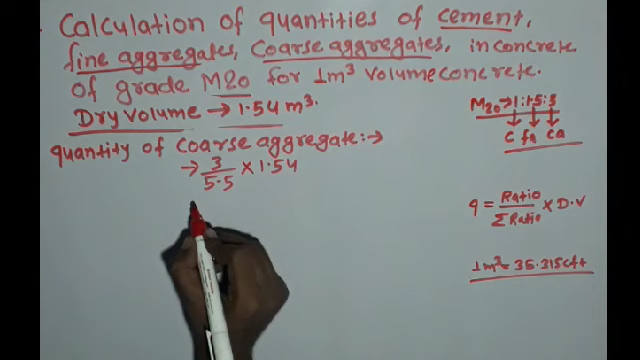 Calculation of quantities of cement,
fine aggregates, Coarse aggregates, in concrete
of grade M20 for 1m³ volume concrete.
Dry Volume → 1.54 m³.
quantity of Coarse aggregate:→
→ 3/5.5 × 1.54
M20 → 1:1.5:3
C fa Ca
q = Ratio/Σ Ratio × D.V
1m³ = 35.315cft